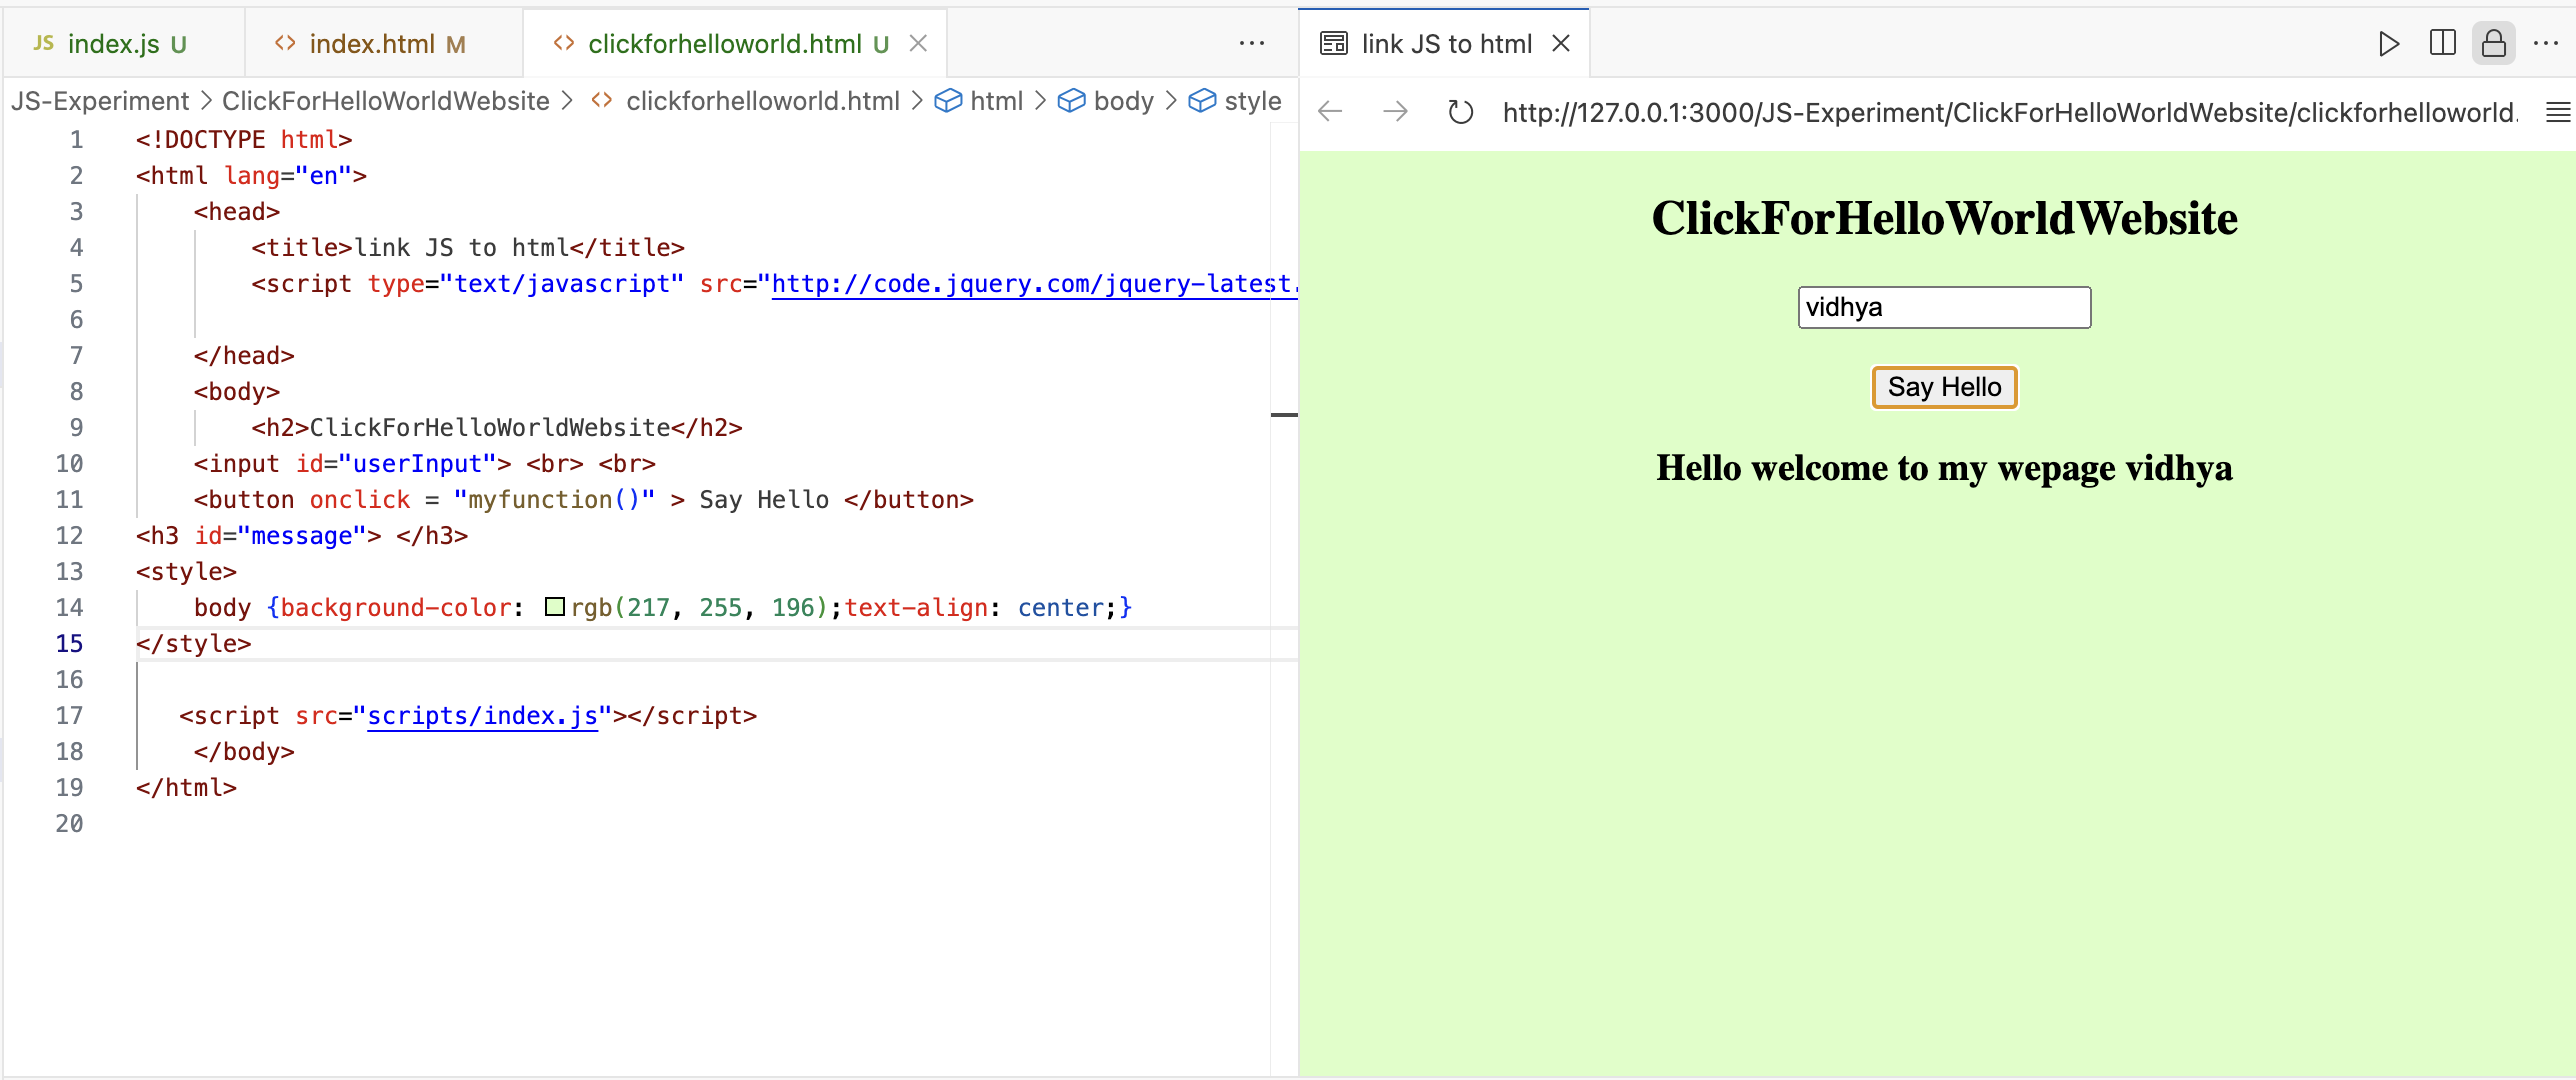 JS index.js U
<> index.html M
<> clickforhelloworld.html U
JS-Experiment > ClickForHelloWorldWebsite > <> clickforhelloworld.html > html > body > style
1 <!DOCTYPE html>
2 <html lang="en">
3 <head>
4 <title>link JS to html</title>
5 <script type="text/javascript" src="http://code.jquery.com/jquery-latest.
6
7 </head>
8 <body>
9 <h2>ClickForHelloWorldWebsite</h2>
10 <input id="userInput"> <br> <br>
11 <button onclick = "myfunction()" > Say Hello </button>
12 <h3 id="message"> </h3>
13 <style>
14 body {background-color: rgb(217, 255, 196);text-align: center;}
15 </style>
16
17 <script src="scripts/index.js"></script>
18 </body>
19 </html>
20
link JS to html
http://127.0.0.1:3000/JS-Experiment/ClickForHelloWorldWebsite/clickforhelloworld.
ClickForHelloWorldWebsite
vidhya
Say Hello
Hello welcome to my wepage vidhya